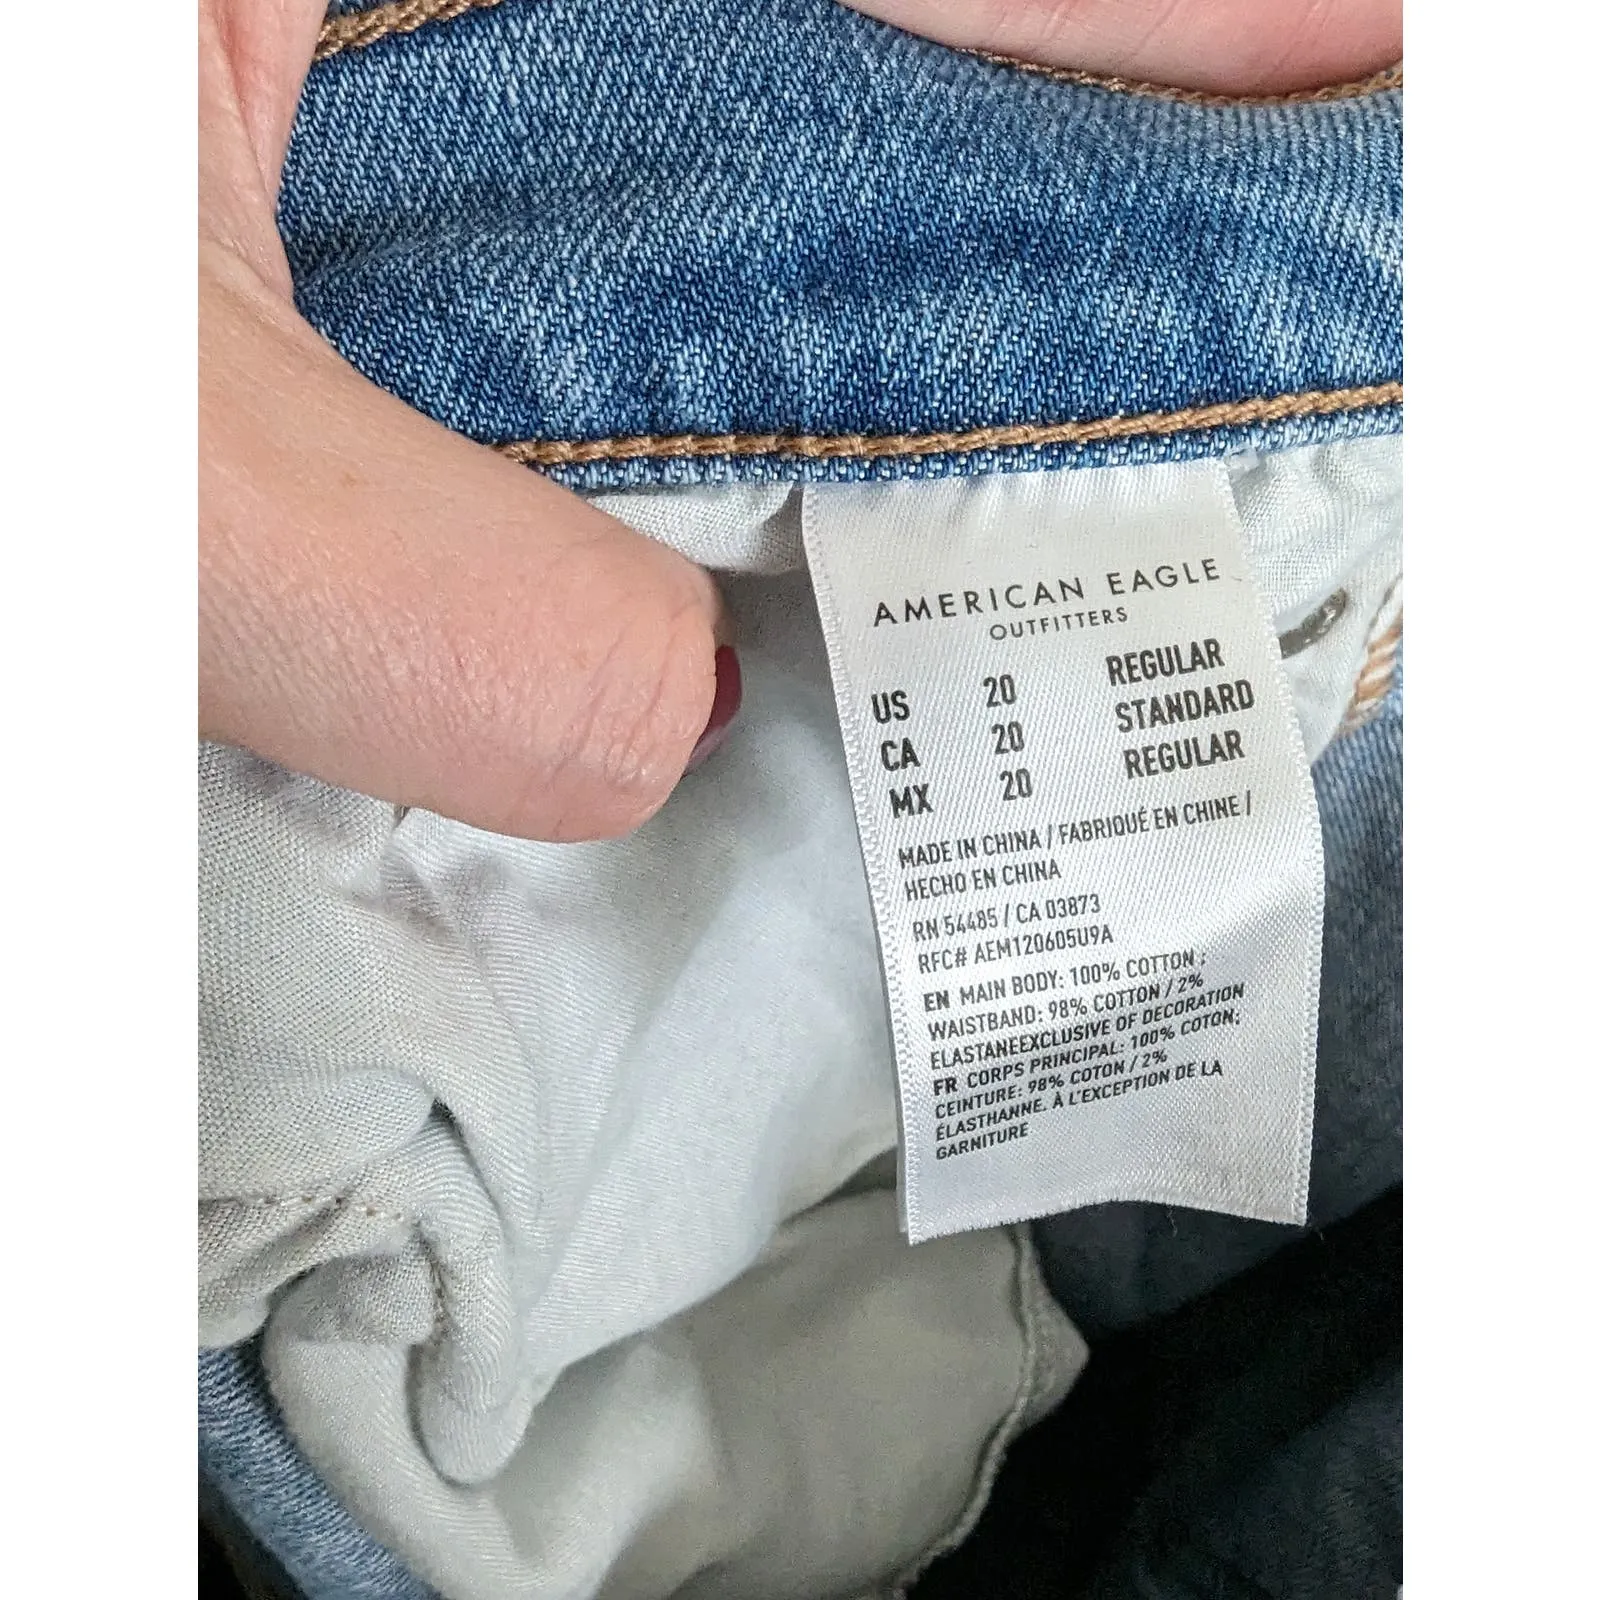 AMERICAN EAGLE
OUTFITTERS
US 20 REGULAR
CA 20 STANDARD
MX 20 REGULAR
MADE IN CHINA / FABRIQUÉ EN CHINE /
HECHO EN CHINA
RN 54485 / CA 03873
RFC# AEM120605U9A
EN MAIN BODY: 100% COTTON ;
WAISTBAND: 98% COTTON / 2%
ELASTANEEXCLUSIVE OF DECORATION
FR CORPS PRINCIPAL: 100% COTON;
CEINTURE: 98% COTON / 2%
ÉLASTHANNE. À L'EXCEPTION DE LA
GARNITURE